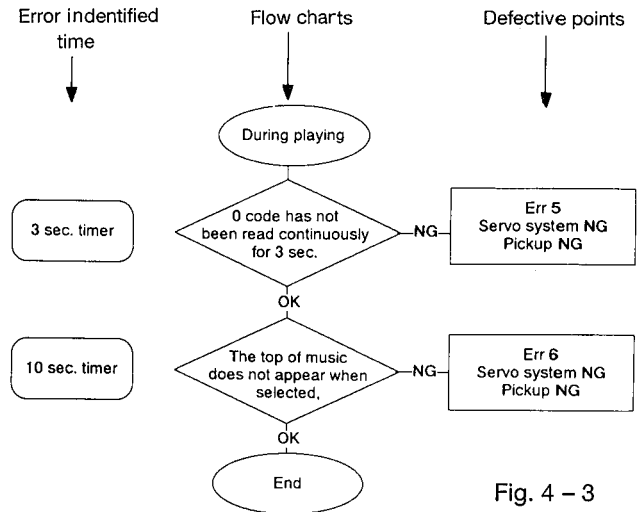 Error indentified
time
Flow charts
Defective points
During playing
3 sec. timer
0 code has not
been read continuously
for 3 sec.
NG
Err 5
Servo system NG
Pickup NG
OK
10 sec. timer
The top of music
does not appear when
selected,
NG
Err 6
Servo system NG
Pickup NG
OK
End
Fig. 4 – 3